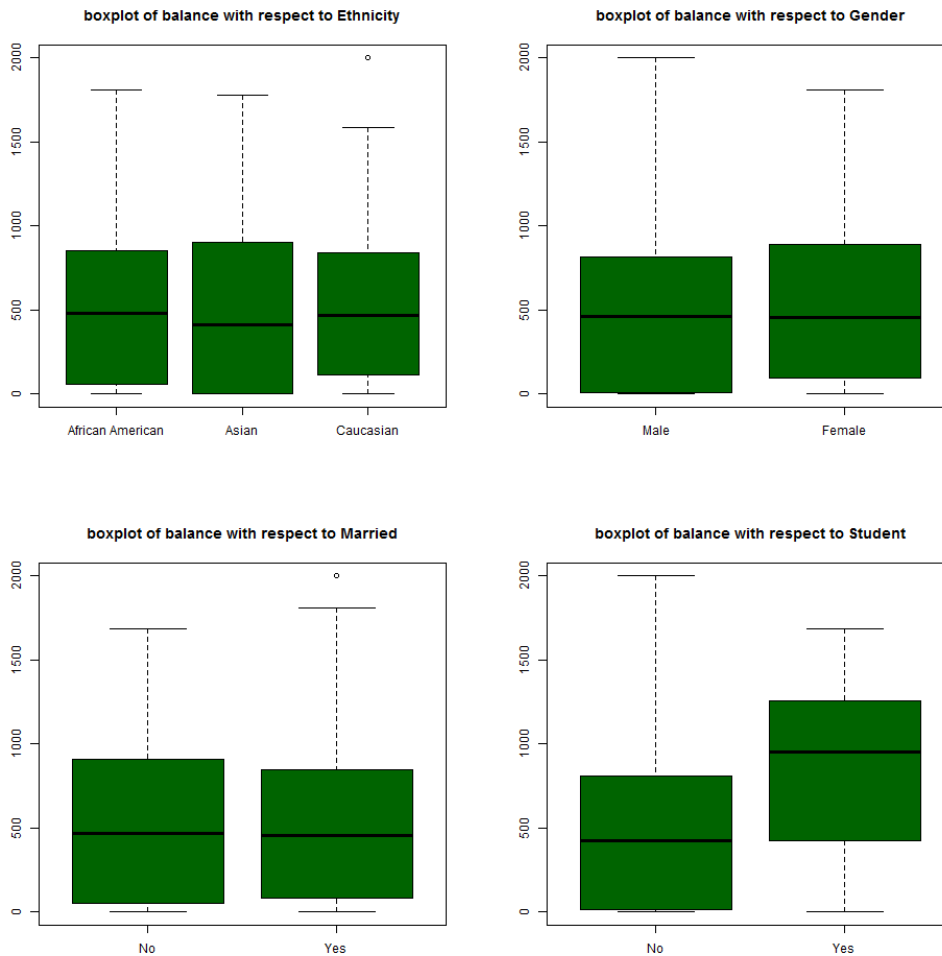 boxplot of balance with respect to Ethnicity
2000
1500
1000
500
0
African American Asian Caucasian
boxplot of balance with respect to Gender
2000
1500
1000
500
0
Male Female
boxplot of balance with respect to Married
2000
1500
1000
500
0
No Yes
boxplot of balance with respect to Student
2000
1500
1000
500
0
No Yes